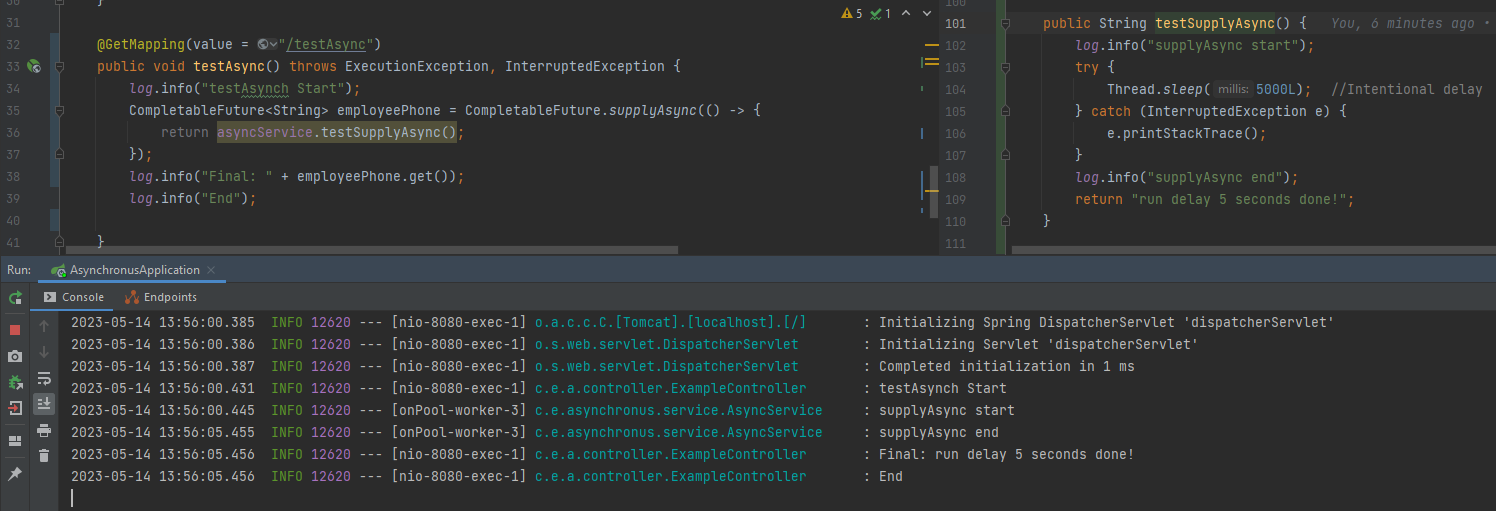 30 }
31
32 @GetMapping(value = "/testAsync")
33 public void testAsync() throws ExecutionException, InterruptedException {
34 log.info("testAsynch Start");
35 CompletableFuture<String> employeePhone = CompletableFuture.supplyAsync(() -> {
36 return asyncService.testSupplyAsync();
37 });
38 log.info("Final: " + employeePhone.get());
39 log.info("End");
40
41 }
5 1
100
101 public String testSupplyAsync() { You, 6 minutes ago •
102 log.info("supplyAsync start");
103 try {
104 Thread.sleep( millis: 5000L); //Intentional delay
105 } catch (InterruptedException e) {
106 e.printStackTrace();
107 }
108 log.info("supplyAsync end");
109 return "run delay 5 seconds done!";
110 }
111
Run: AsynchronusApplication ×
Console Endpoints
2023-05-14 13:56:00.385 INFO 12620 --- [nio-8080-exec-1] o.a.c.c.C.[Tomcat].[localhost].[/] : Initializing Spring DispatcherServlet 'dispatcherServlet'
2023-05-14 13:56:00.386 INFO 12620 --- [nio-8080-exec-1] o.s.web.servlet.DispatcherServlet : Initializing Servlet 'dispatcherServlet'
2023-05-14 13:56:00.387 INFO 12620 --- [nio-8080-exec-1] o.s.web.servlet.DispatcherServlet : Completed initialization in 1 ms
2023-05-14 13:56:00.431 INFO 12620 --- [nio-8080-exec-1] c.e.a.controller.ExampleController : testAsynch Start
2023-05-14 13:56:00.445 INFO 12620 --- [onPool-worker-3] c.e.asynchronus.service.AsyncService : supplyAsync start
2023-05-14 13:56:05.455 INFO 12620 --- [onPool-worker-3] c.e.asynchronus.service.AsyncService : supplyAsync end
2023-05-14 13:56:05.456 INFO 12620 --- [nio-8080-exec-1] c.e.a.controller.ExampleController : Final: run delay 5 seconds done!
2023-05-14 13:56:05.456 INFO 12620 --- [nio-8080-exec-1] c.e.a.controller.ExampleController : End